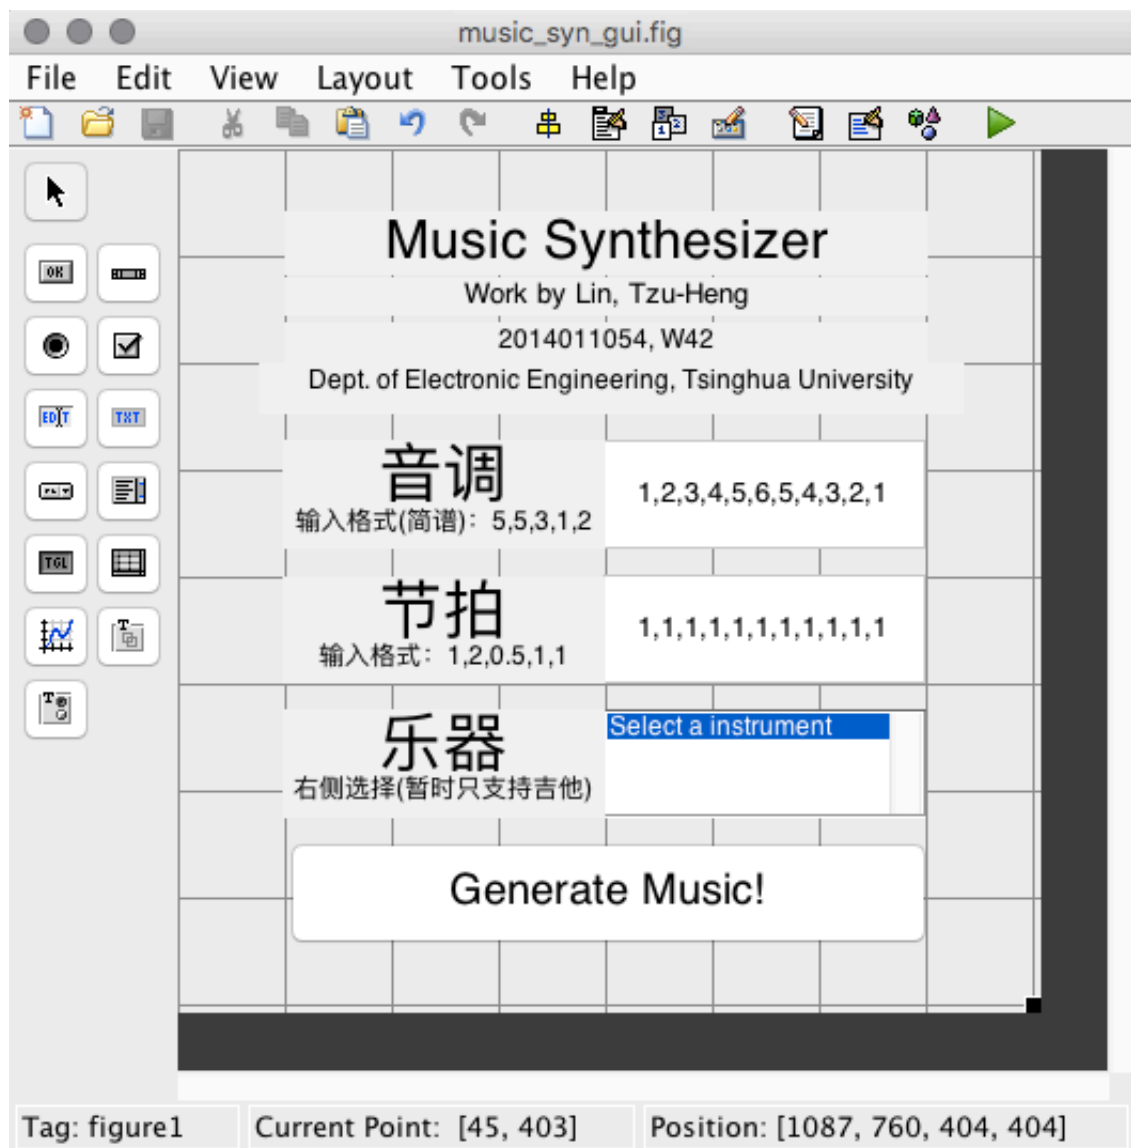 music_syn_gui.fig
File Edit View Layout Tools Help
Music Synthesizer
Work by Lin, Tzu-Heng
2014011054, W42
Dept. of Electronic Engineering, Tsinghua University
OK
EDIT TXT
TGL
音调
输入格式(简谱)：5,5,3,1,2
1,2,3,4,5,6,5,4,3,2,1
节拍
输入格式：1,2,0.5,1,1
1,1,1,1,1,1,1,1,1,1,1
乐器
右侧选择(暂时只支持吉他)
Select a instrument
Generate Music!
Tag: figure1 Current Point: [45, 403] Position: [1087, 760, 404, 404]